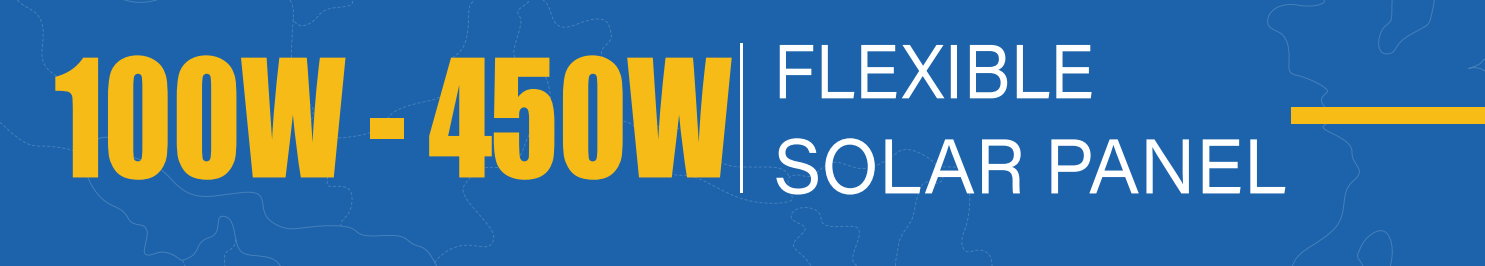 100W - 450W
FLEXIBLE
SOLAR PANEL